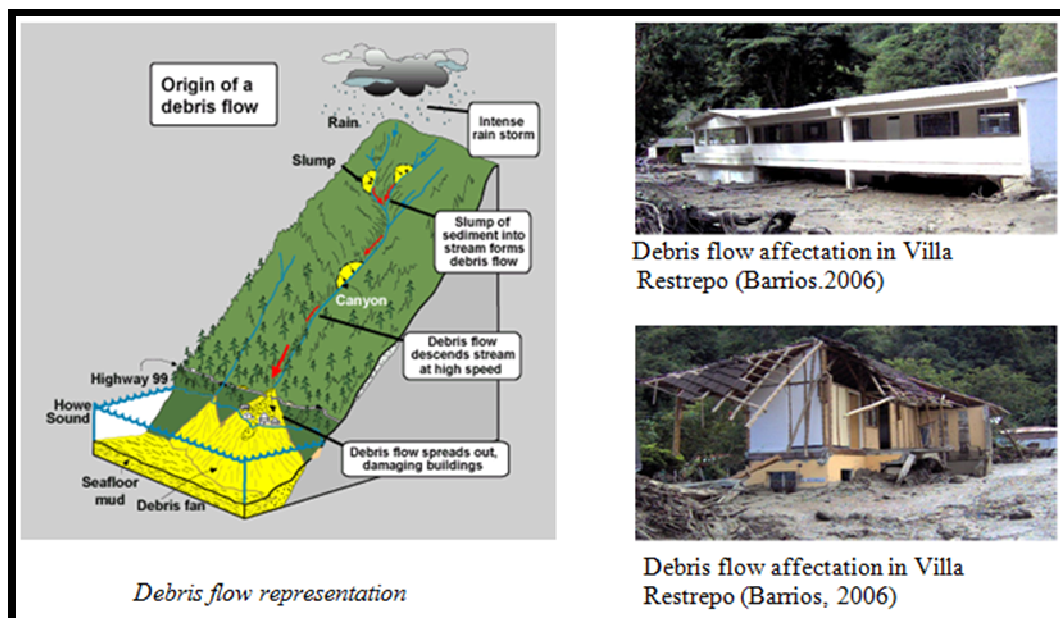 Origin of a
debris flow
Rain
Intense
rain storm
Slump
Slump of
sediment into
stream forms
debris flow
Canyon
Debris flow
descends stream
at high speed
Highway 99
Howe
Sound
Debris flow spreads out,
damaging buildings
Seafloor
mud
Debris fan
Debris flow representation
Debris flow affectation in Villa
Restrepo (Barrios.2006)
Debris flow affectation in Villa
Restrepo (Barrios, 2006)